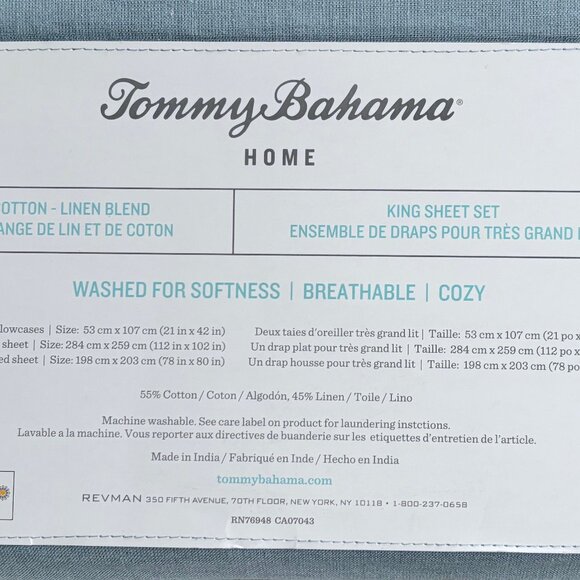 Tommy Bahama®
HOME
COTTON - LINEN BLEND
ANGE DE LIN ET DE COTON
KING SHEET SET
ENSEMBLE DE DRAPS POUR TRÈS GRAND
WASHED FOR SOFTNESS | BREATHABLE | COZY
lowcases | Size: 53 cm x 107 cm (21 in x 42 in)
sheet | Size: 284 cm x 259 cm (112 in x 102 in)
ed sheet | Size: 198 cm x 203 cm (78 in x 80 in)
Deux taies d'oreiller très grand lit | Taille: 53 cm x 107 cm (21 po x
Un drap plat pour très grand lit | Taille: 284 cm x 259 cm (112 po x
Un drap housse pour très grand lit | Taille: 198 cm x 203 cm (78 po
55% Cotton / Coton / Algodón, 45% Linen / Toile / Lino
Machine washable. See care label on product for laundering instctions.
Lavable a la machine. Vous reporter aux directives de buanderie sur les etiquettes d'entretien de l'article.
Made in India / Fabriqué en Inde / Hecho en India
tommybahama.com
REVMAN 350 FIFTH AVENUE, 70TH FLOOR, NEW YORK, NY 10118 • 1-800-237-0658
RN76948 CA07043